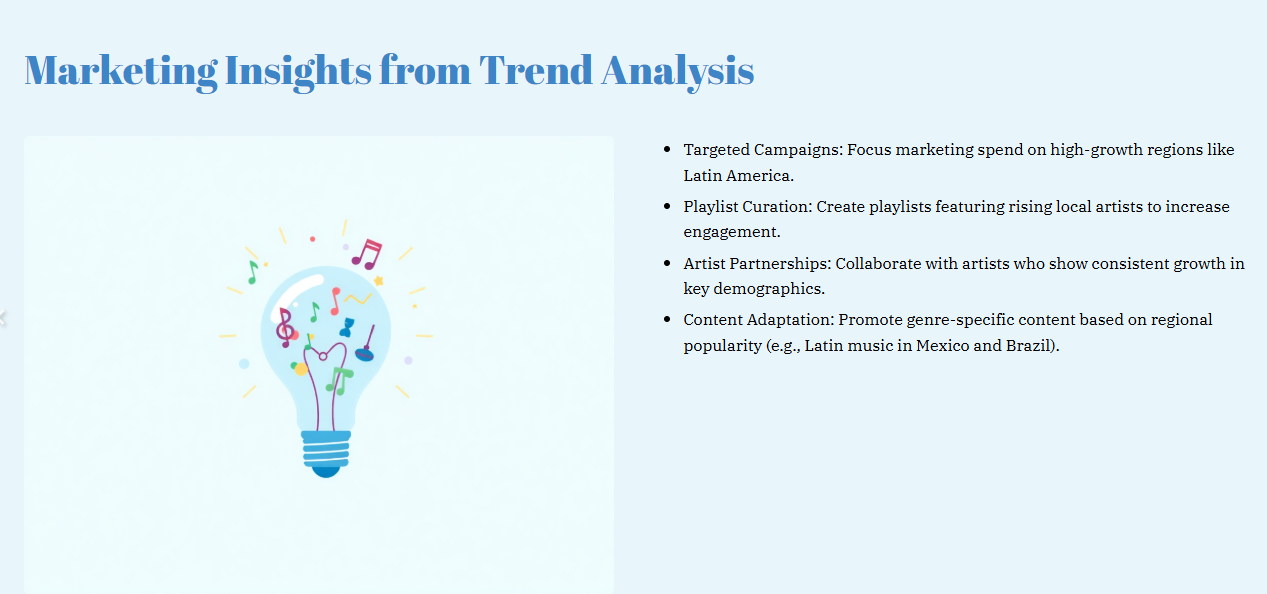 Marketing Insights from Trend Analysis
• Targeted Campaigns: Focus marketing spend on high-growth regions like
Latin America.
• Playlist Curation: Create playlists featuring rising local artists to increase
engagement.
• Artist Partnerships: Collaborate with artists who show consistent growth in
key demographics.
• Content Adaptation: Promote genre-specific content based on regional
popularity (e.g., Latin music in Mexico and Brazil).